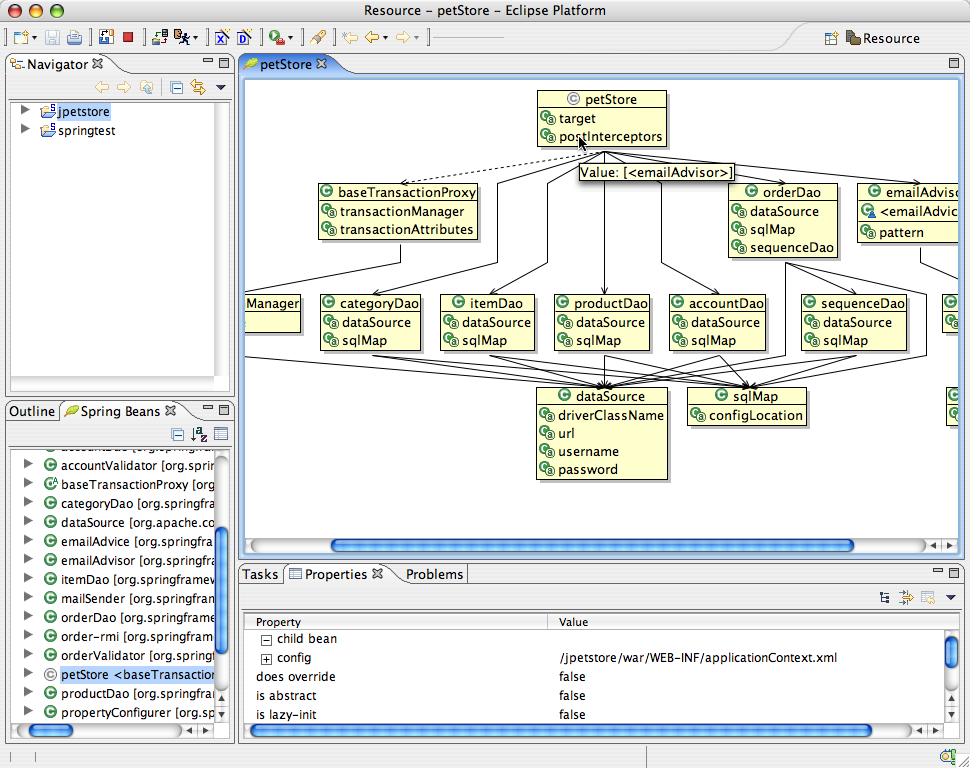 Resource – petStore – Eclipse Platform
Resource
Navigator
jpetstore
springtest
petStore
petStore
target
postInterceptors
Value: [<emailAdvisor>]
baseTransactionProxy
transactionManager
transactionAttributes
orderDao
dataSource
sqlMap
sequenceDao
emailAdviso
<emailAdvic
pattern
Manager
categoryDao
dataSource
sqlMap
itemDao
dataSource
sqlMap
productDao
dataSource
sqlMap
accountDao
dataSource
sqlMap
sequenceDao
dataSource
sqlMap
dataSource
driverClassName
url
username
password
sqlMap
configLocation
Outline Spring Beans
accountValidator [org.sprin
baseTransactionProxy [org
categoryDao [org.springfra
dataSource [org.apache.co
emailAdvice [org.springfra
emailAdvisor [org.springfra
itemDao [org.springframew
mailSender [org.springfran
orderDao [org.springframe
order-rmi [org.springfram
orderValidator [org.springf
petStore <baseTransaction
productDao [org.springfra
propertyConfigurer [org.sp
Tasks Properties Problems
Property Value
child bean
config /jpetstore/war/WEB-INF/applicationContext.xml
does override false
is abstract false
is lazy-init false